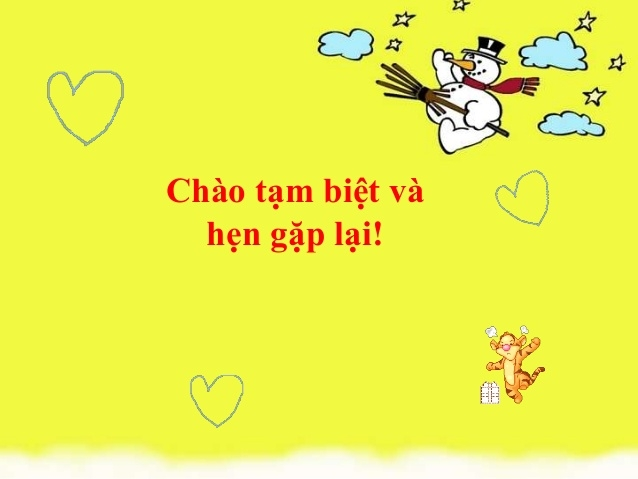 Chào tạm biệt và
hẹn gặp lại!